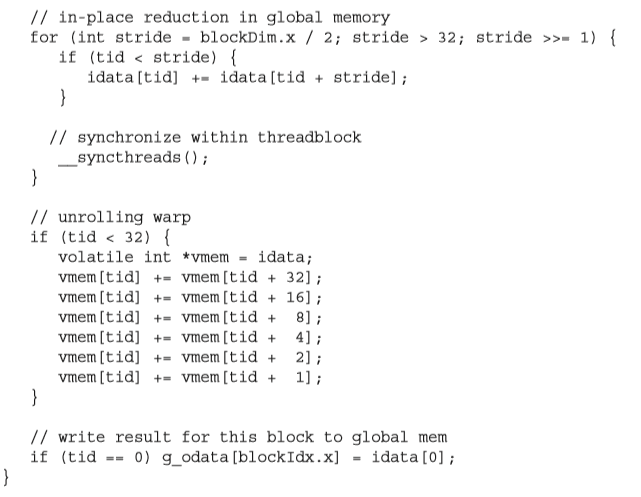 // in-place reduction in global memory
for (int stride = blockDim.x / 2; stride > 32; stride >>= 1) {
if (tid < stride) {
idata[tid] += idata[tid + stride];
}
// synchronize within threadblock
__syncthreads();
}
// unrolling warp
if (tid < 32) {
volatile int *vmem = idata;
vmem[tid] += vmem[tid + 32];
vmem[tid] += vmem[tid + 16];
vmem[tid] += vmem[tid +  8];
vmem[tid] += vmem[tid +  4];
vmem[tid] += vmem[tid +  2];
vmem[tid] += vmem[tid +  1];
}
// write result for this block to global mem
if (tid == 0) g_odata[blockIdx.x] = idata[0];
}